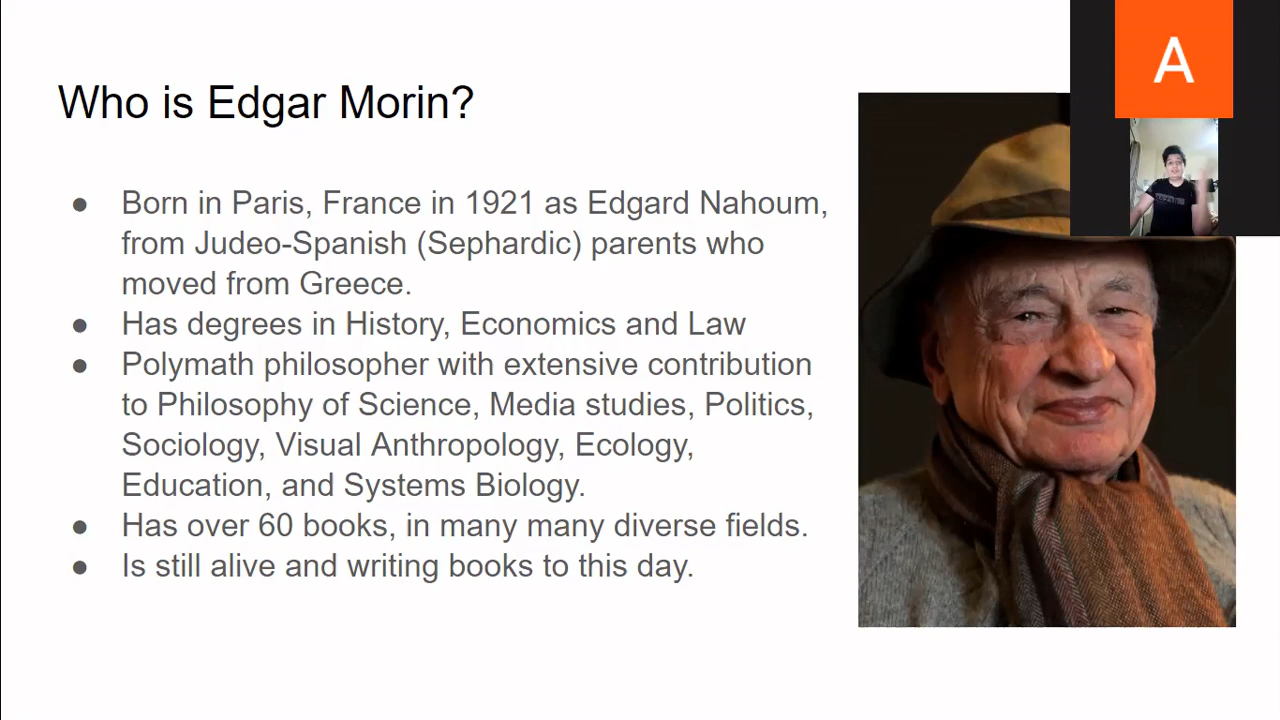 Who is Edgar Morin?
A
● Born in Paris, France in 1921 as Edgard Nahoum,
from Judeo-Spanish (Sephardic) parents who
moved from Greece.
● Has degrees in History, Economics and Law
● Polymath philosopher with extensive contribution
to Philosophy of Science, Media studies, Politics,
Sociology, Visual Anthropology, Ecology,
Education, and Systems Biology.
● Has over 60 books, in many many diverse fields.
● Is still alive and writing books to this day.